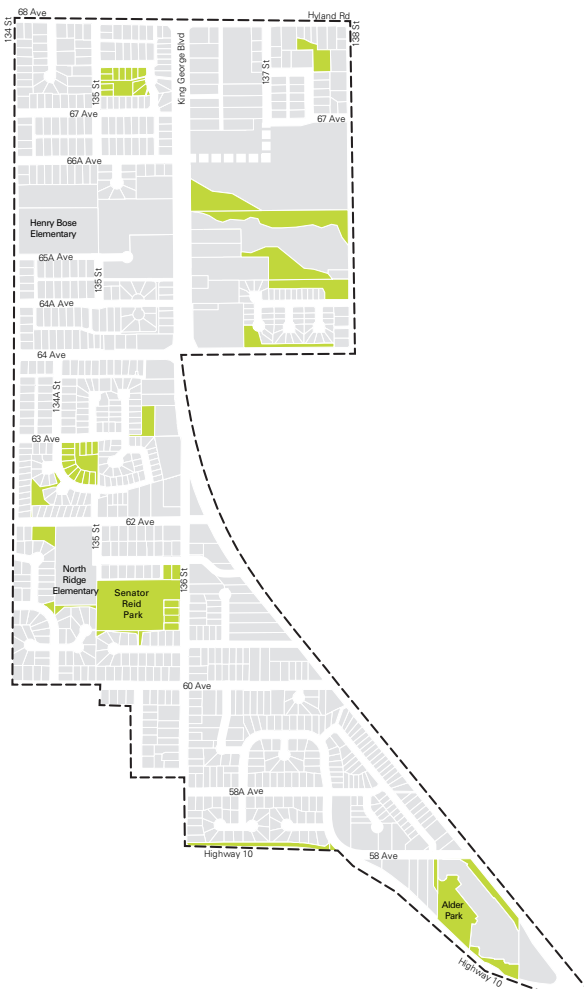 68 Ave
Hyland Rd
134 St
138 St
King George Blvd
137 St
135 St
67 Ave
67 Ave
66A Ave
Henry Bose
Elementary
65A Ave
135 St
64A Ave
64 Ave
134A St
63 Ave
62 Ave
135 St
North
Ridge
Elementary
136 St
Senator
Reid
Park
60 Ave
58A Ave
Highway 10
58 Ave
Alder
Park
Highway 10